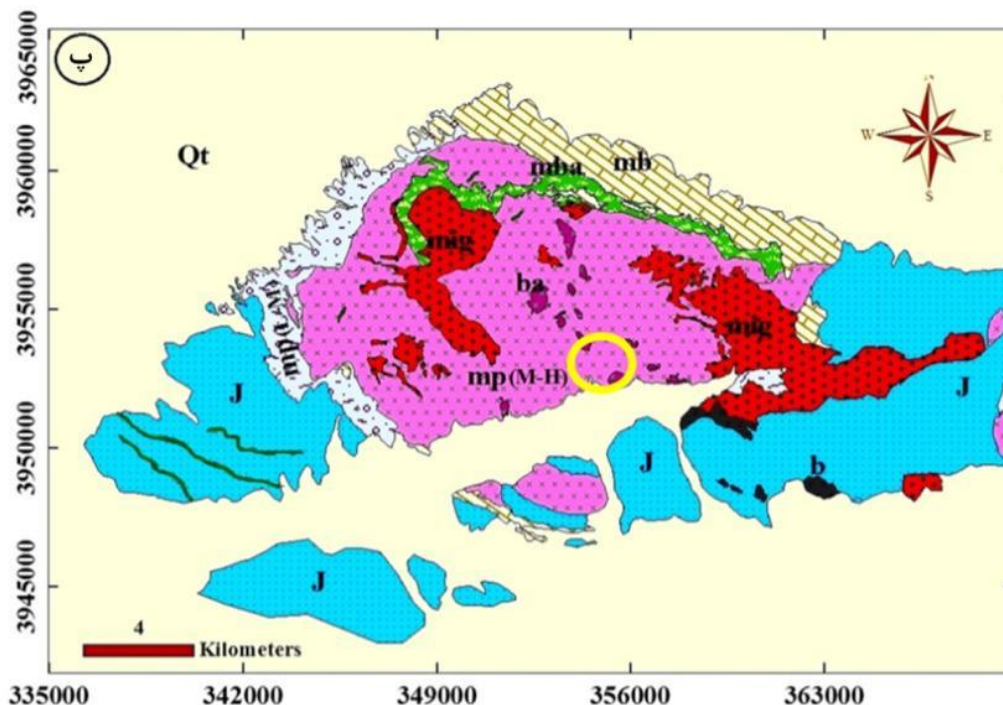 پ
3965000
3960000
3955000
3950000
3945000
Qt
W
E
S
mb
mba
mig
ba
mig
mp(L-M)
mp(M-H)
J
J
J
b
J
4
Kilometers
335000
342000
349000
356000
363000